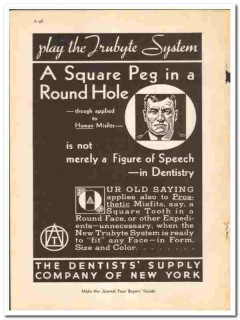 A-46
play the Trubyte System
A Square Peg in a
Round Hole
—though applied
to
Human Misfits—
is not
merely a Figure of Speech
—in Dentistry
OUR OLD SAYING
applies also to Pros-
thetic Misfits, say, a
Square Tooth in a
Round Face, or other Expedi-
ents—unnecessary, when the
New Trubyte System is ready
to "fit" any Face—in Form,
Size and Color. . . . . . .
THE DENTISTS' SUPPLY
COMPANY OF NEW YORK
Make the Journal Your Buyers' Guide